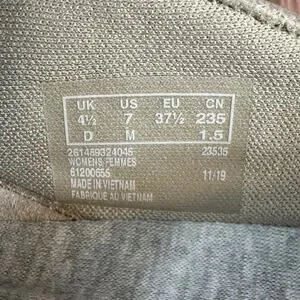 UK US EU CN
4½ 7 37½ 235
D M 1.5
261489324045 23535
WOMENS/FEMMES
61200655 11/19
MADE IN VIETNAM
FABRIQUE AU VIETNAM